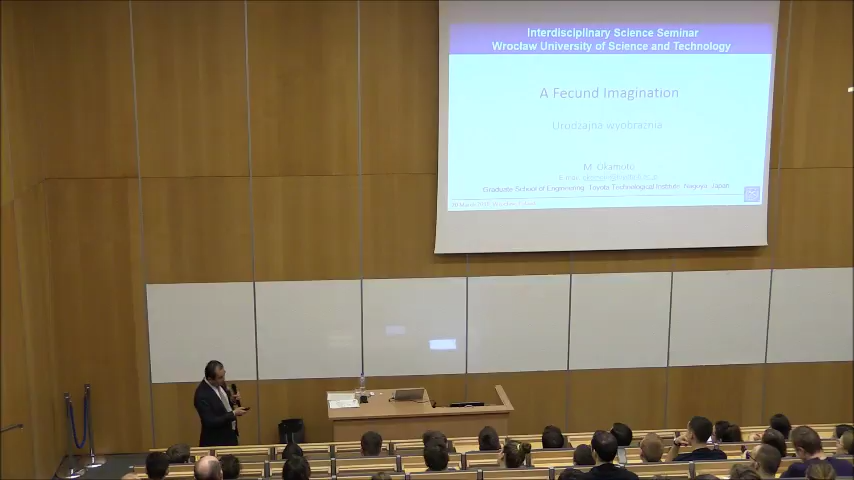 Interdisciplinary Science Seminar
Wrocław University of Science and Technology
A Fecund Imagination
Urodzajna wyobraźnia
M. Okamoto
Graduate School of Engineering, Toyota Technological Institute, Nagoya, Japan